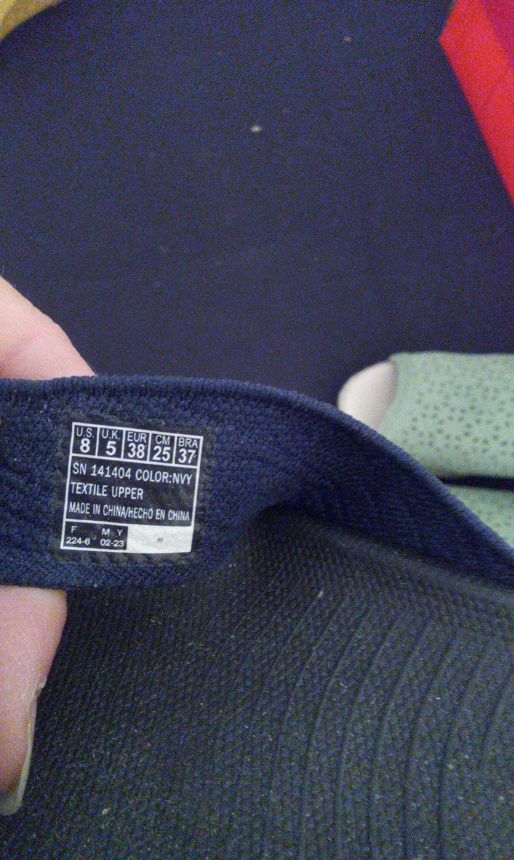 U.S. U.K. EUR CM BRA
8 5 38 25 37
SN 141404 COLOR:NVY
TEXTILE UPPER
MADE IN CHINA/HECHO EN CHINA
F M Y
224-6 02-23